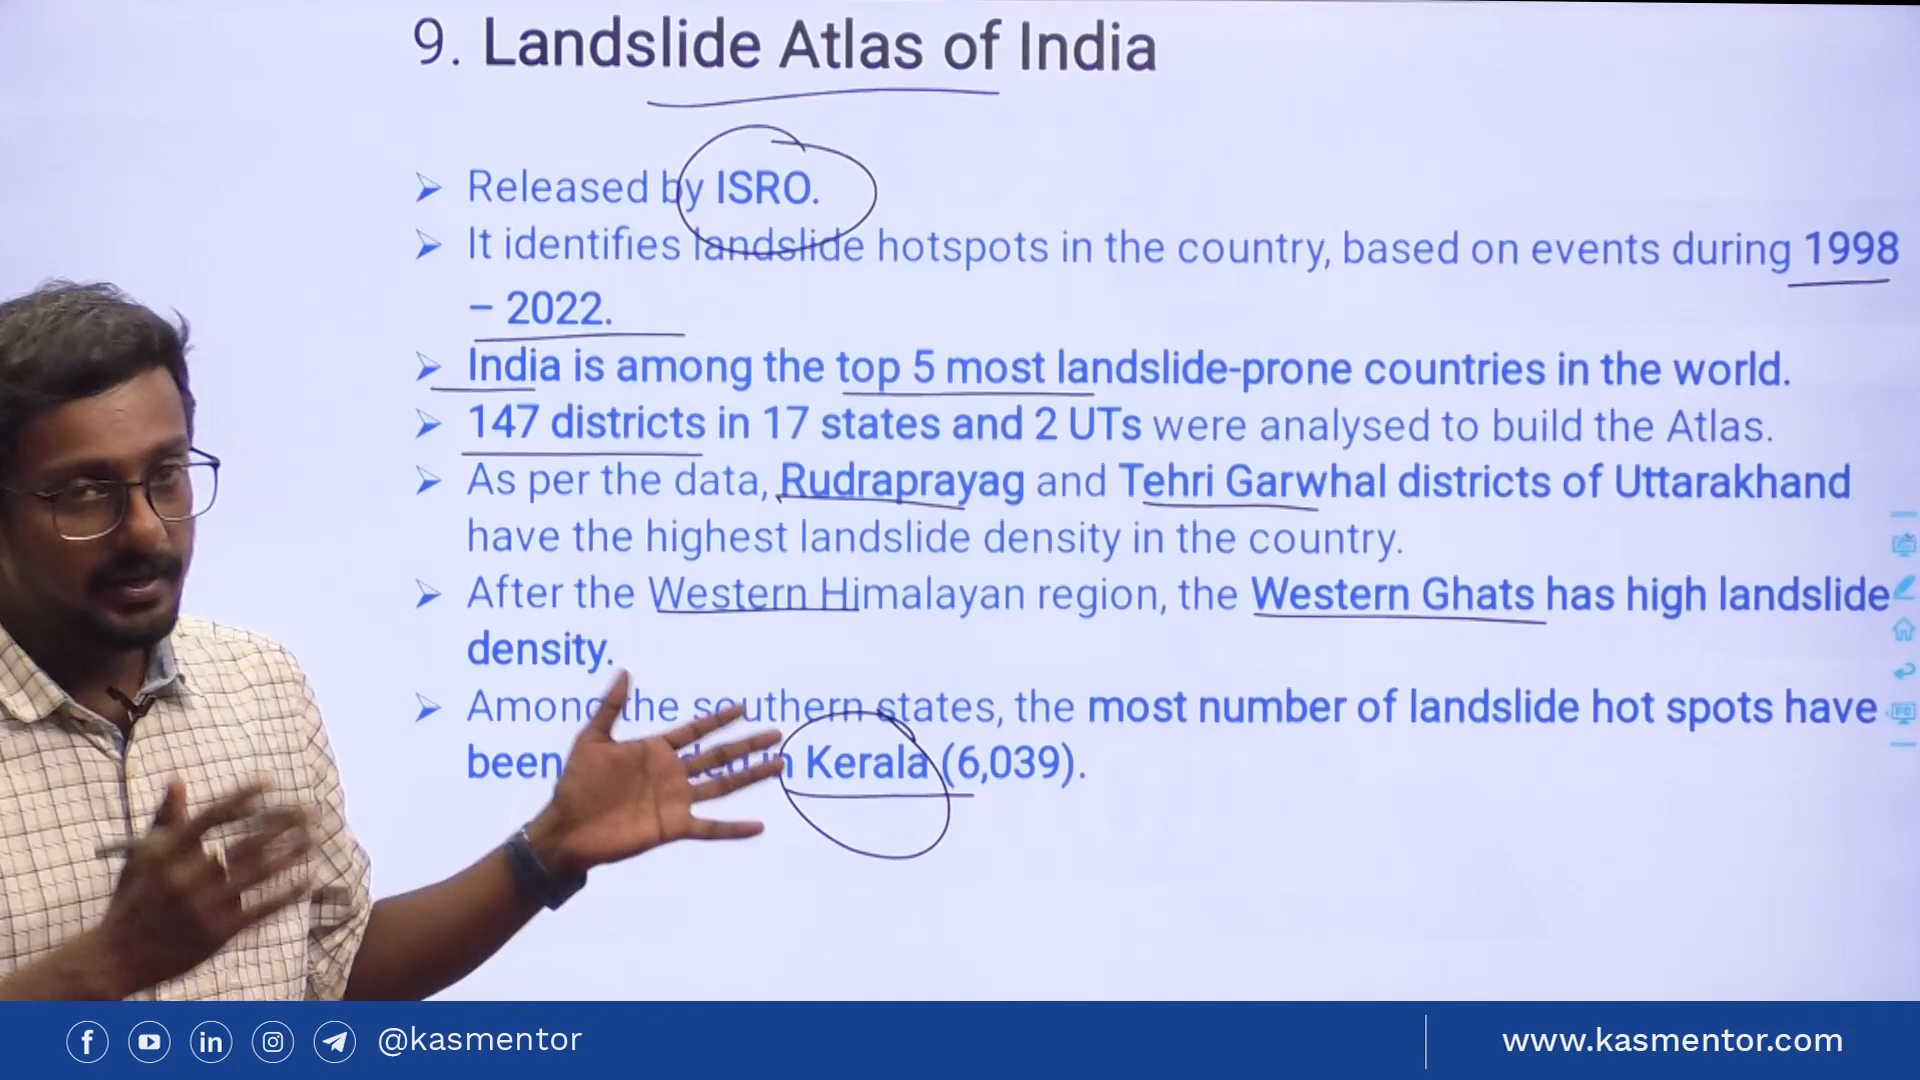 9. Landslide Atlas of India
➤ Released by ISRO.
➤ It identifies landslide hotspots in the country, based on events during 1998
– 2022.
➤ India is among the top 5 most landslide-prone countries in the world.
➤ 147 districts in 17 states and 2 UTs were analysed to build the Atlas.
➤ As per the data, Rudraprayag and Tehri Garwhal districts of Uttarakhand
have the highest landslide density in the country.
➤ After the Western Himalayan region, the Western Ghats has high landslide
density.
➤ Among the southern states, the most number of landslide hot spots have
been in Kerala (6,039).
@kasmentor www.kasmentor.com